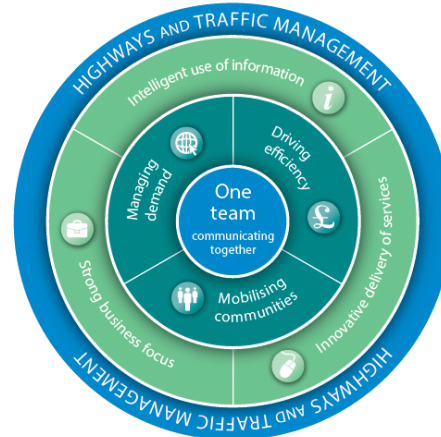 HIGHWAYS AND TRAFFIC MANAGEMENT
Intelligent use of information
i
Innovative delivery of services
Strong business focus
Managing
demand
Driving
efficiency
£
Mobilising
communities
One
team
communicating
together
HIGHWAYS AND TRAFFIC MANAGEMENT